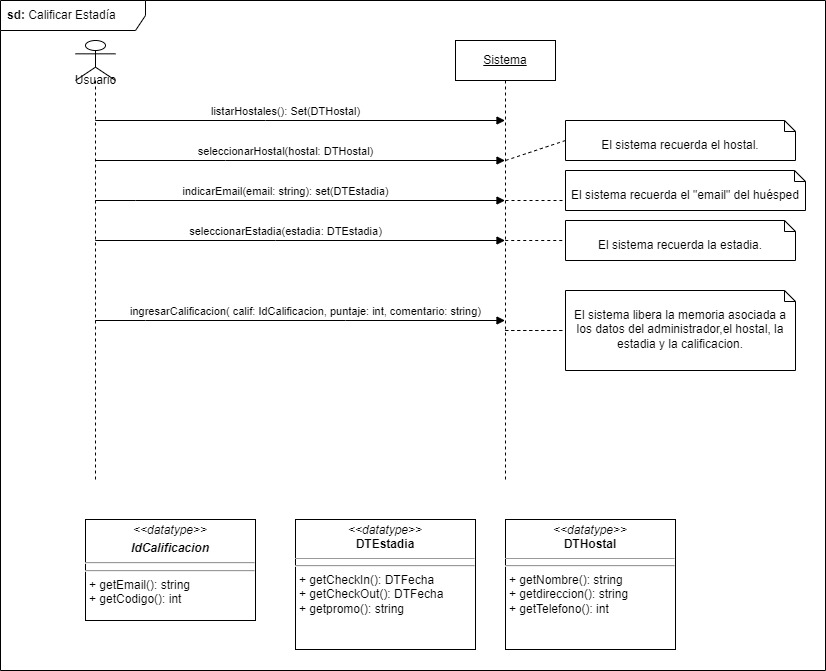 sd: Calificar Estadía
Usuario
Sistema
listarHostales(): Set(DTHostal)
seleccionarHostal(hostal: DTHostal)
El sistema recuerda el hostal.
indicarEmail(email: string): set(DTEstadia)
El sistema recuerda el "email" del huésped
seleccionarEstadia(estadia: DTEstadia)
El sistema recuerda la estadia.
ingresarCalificacion( calif: IdCalificacion, puntaje: int, comentario: string)
El sistema libera la memoria asociada a
los datos del administrador,el hostal, la
estadia y la calificacion.
<<datatype>>
IdCalificacion
+ getEmail(): string
+ getCodigo(): int
<<datatype>>
DTEstadia
+ getCheckIn(): DTFecha
+ getCheckOut(): DTFecha
+ getpromo(): string
<<datatype>>
DTHostal
+ getNombre(): string
+ getdireccion(): string
+ getTelefono(): int